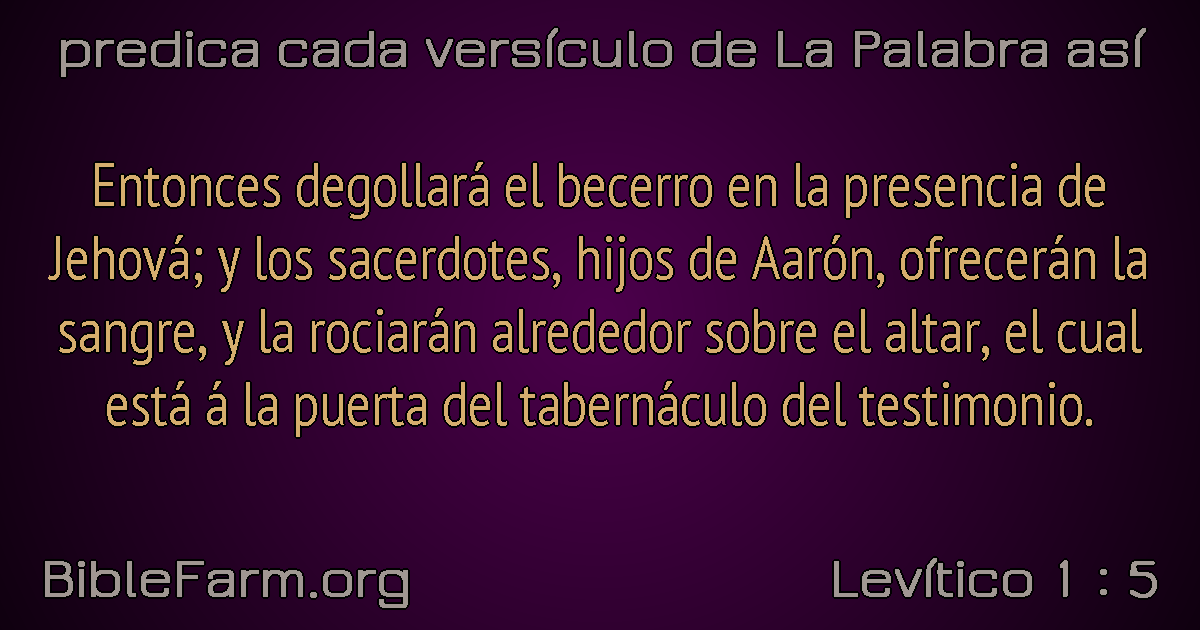 predica cada versículo de La Palabra así
Entonces degollará el becerro en la presencia de
Jehová; y los sacerdotes, hijos de Aarón, ofrecerán la
sangre, y la rociarán alrededor sobre el altar, el cual
está á la puerta del tabernáculo del testimonio.
BibleFarm.org
Levítico 1 : 5